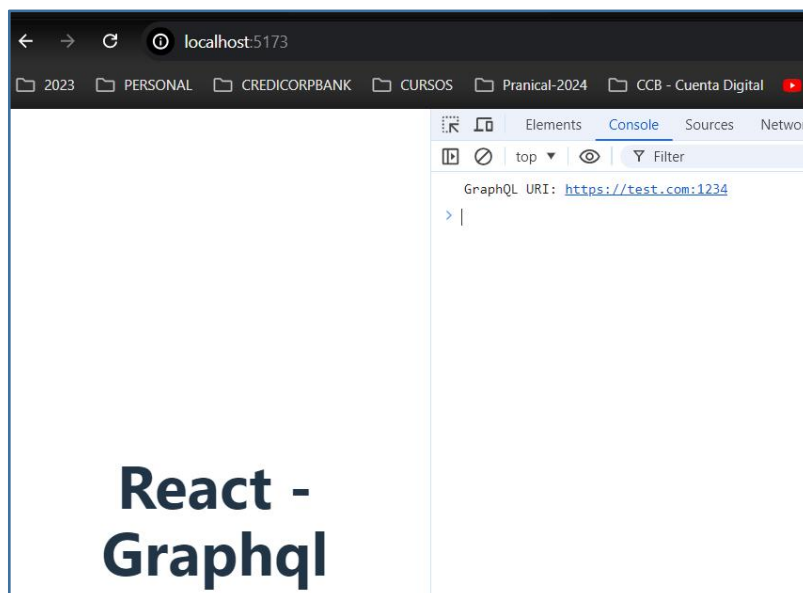 localhost:5173
2023 PERSONAL CREDICORPBANK CURSOS Pranical-2024 CCB - Cuenta Digital
Elements Console Sources
top Filter
GraphQL URI: https://test.com:1234
React -
Graphql